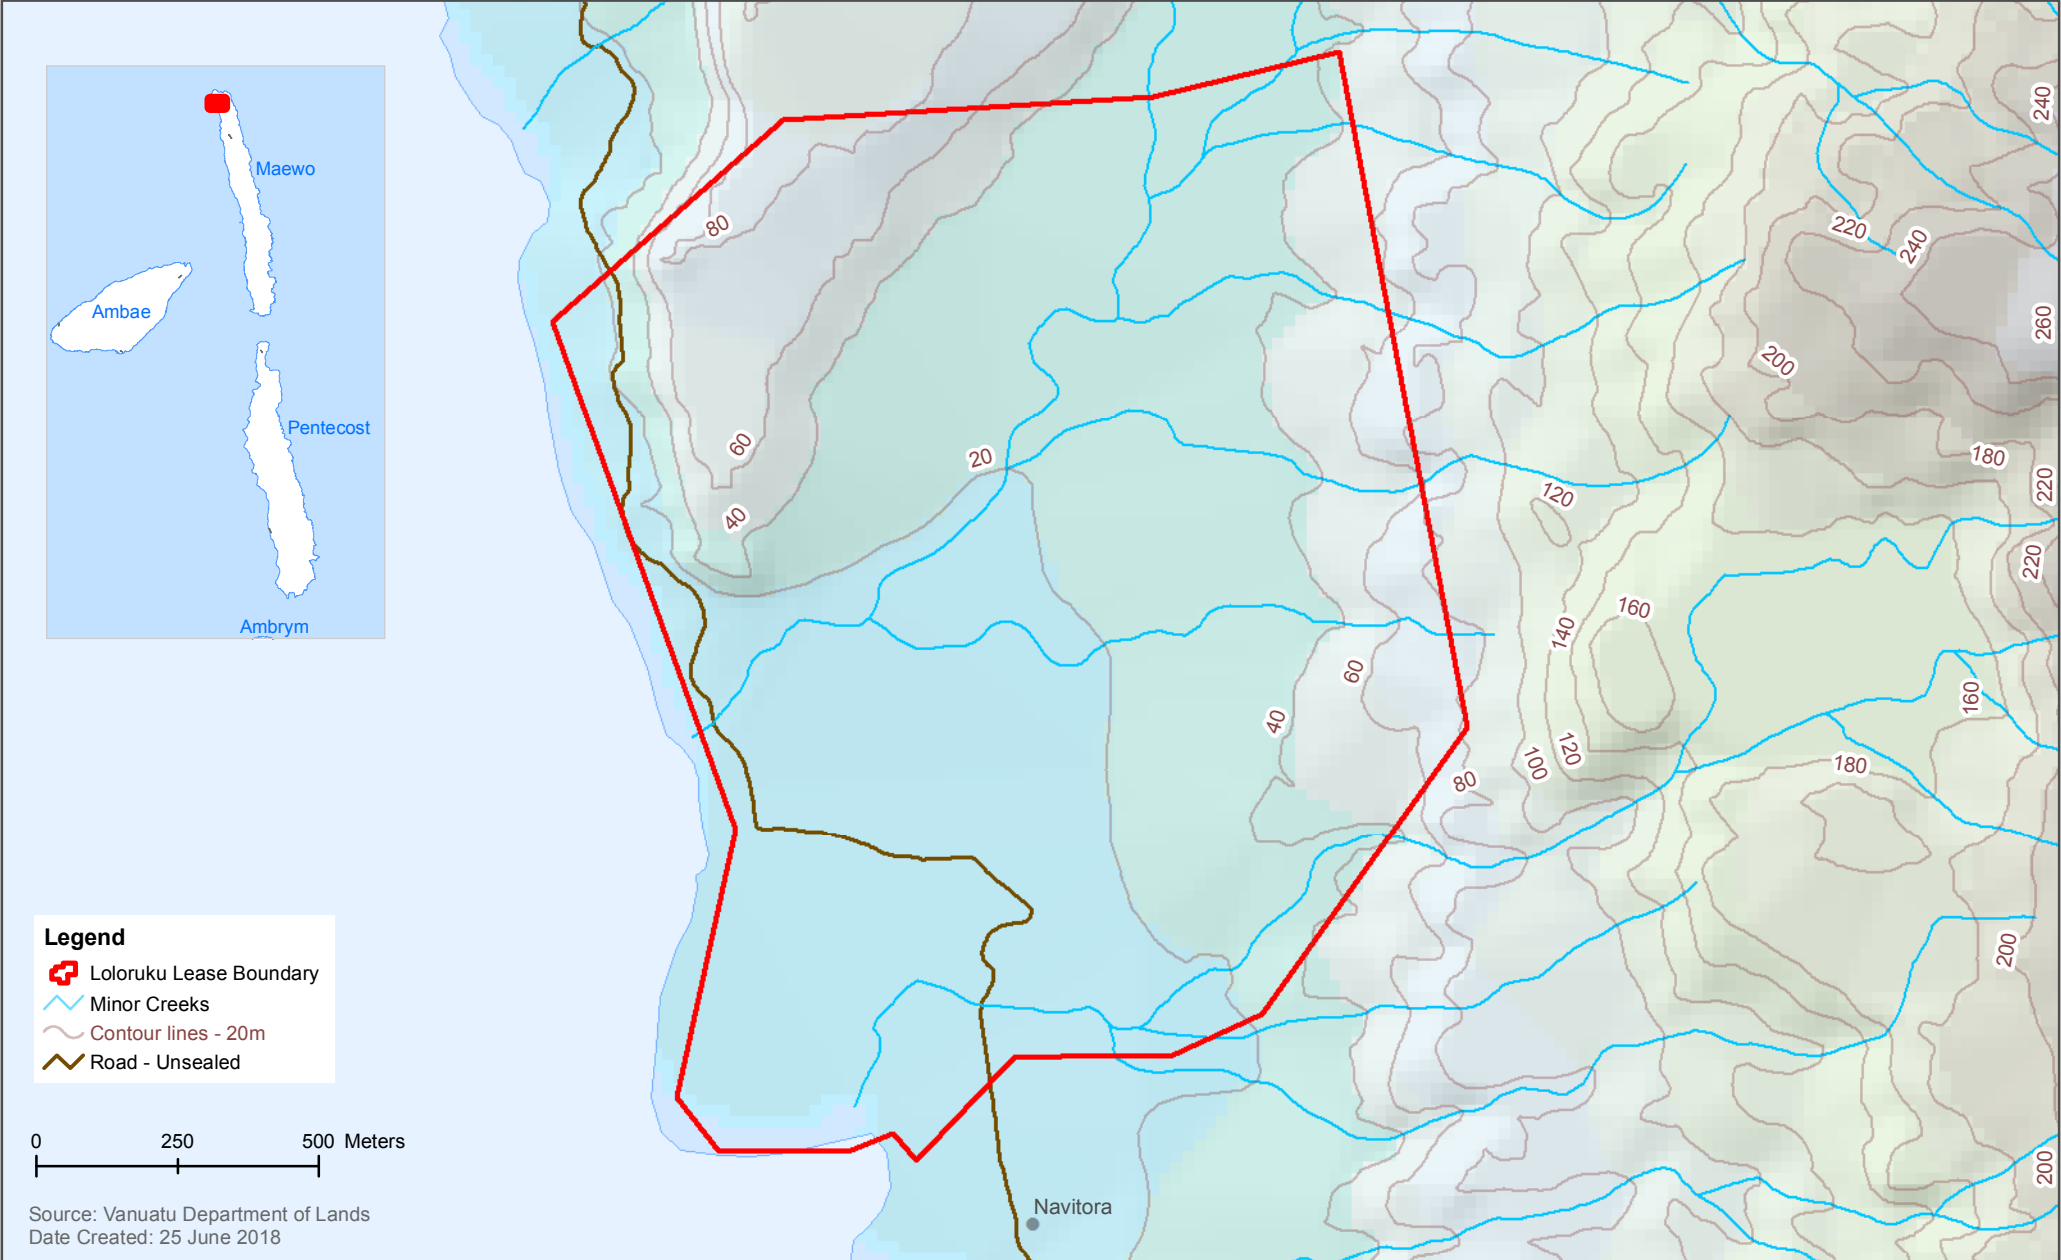 Maewo
Ambae
Pentecost
Ambrym
80
60
40
20
240
220
240
260
200
180
220
120
220
160
140
160
60
40
80
100
120
180
200
200
Navitora
Legend
Loloruku Lease Boundary
Minor Creeks
Contour lines - 20m
Road - Unsealed
0 250 500 Meters
Source: Vanuatu Department of Lands
Date Created: 25 June 2018